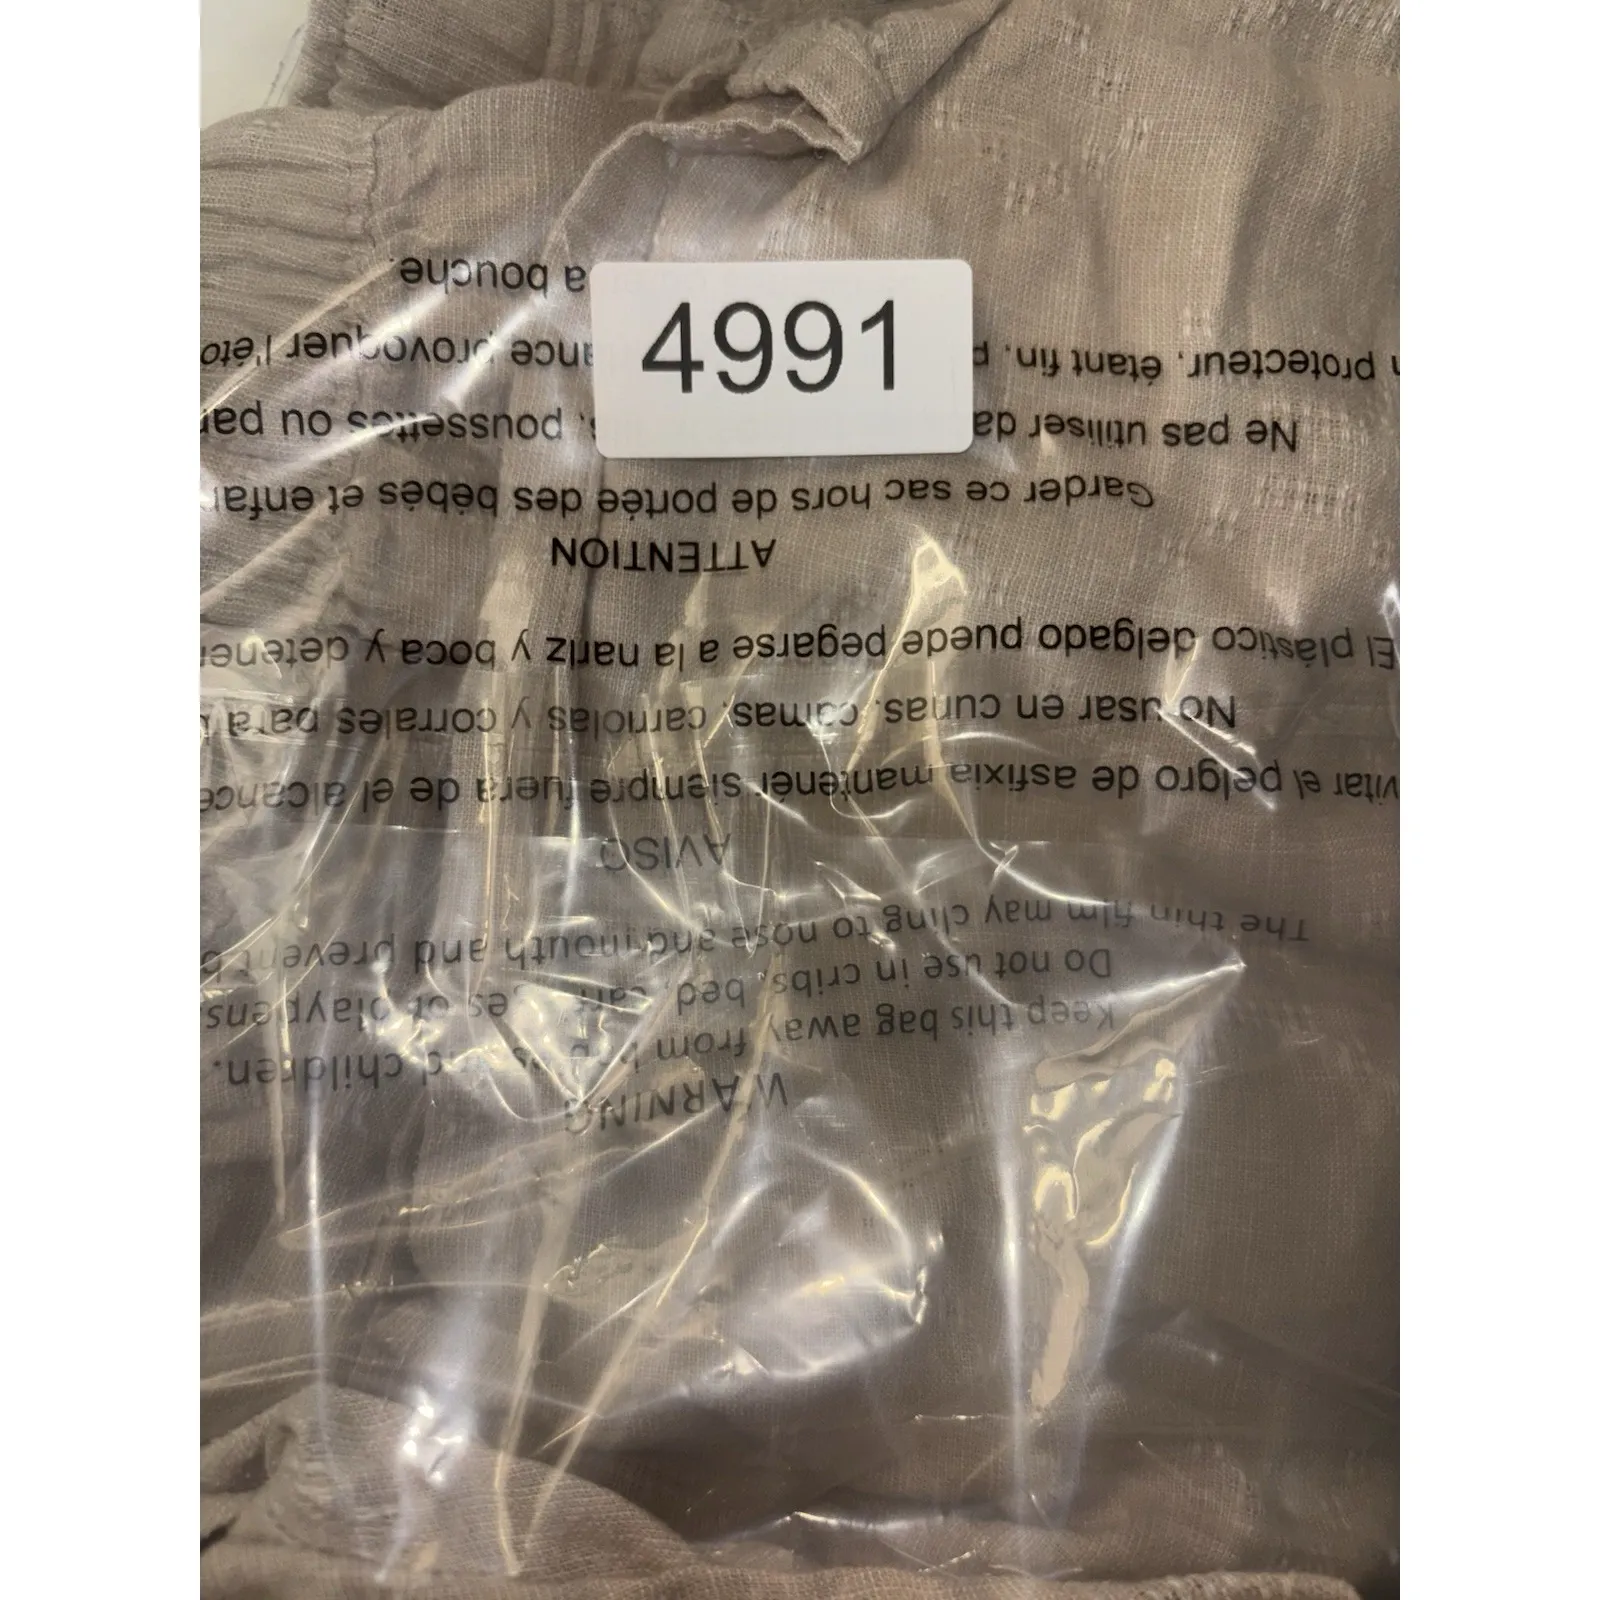 4991
WARNING
Keep this bag away from and children.
Do not use in cribs, bed, or playpens
The thin film may cling to nose and mouth and prevent
AVISO
vitar el pelgro de asfixia mantener siempre fuera de el alcance
No usar en cunas, camas, carriolas y corrales para
El plástico delgado puede pegarse a la nariz y boca y detener
ATTENTION
Garder ce sac hors de portée des bébés et enfan
Ne pas utiliser da poussettes ou par
protecteur, étant fin, p ance provoquer l'éto
a bouche.